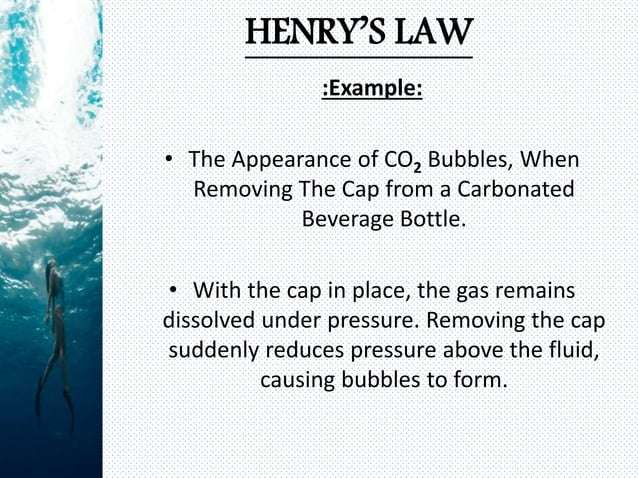 HENRY’S LAW
:Example:
• The Appearance of CO₂ Bubbles, When
Removing The Cap from a Carbonated
Beverage Bottle.
• With the cap in place, the gas remains
dissolved under pressure. Removing the cap
suddenly reduces pressure above the fluid,
causing bubbles to form.